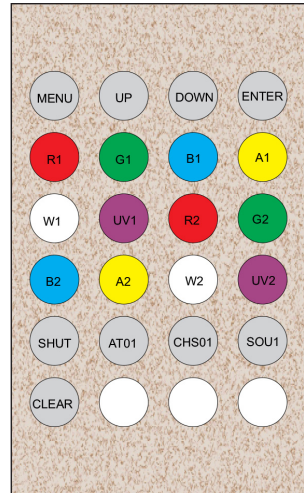 MENU UP DOWN ENTER
R1 G1 B1 A1
W1 UV1 R2 G2
B2 A2 W2 UV2
SHUT AT01 CHS01 SOU1
CLEAR